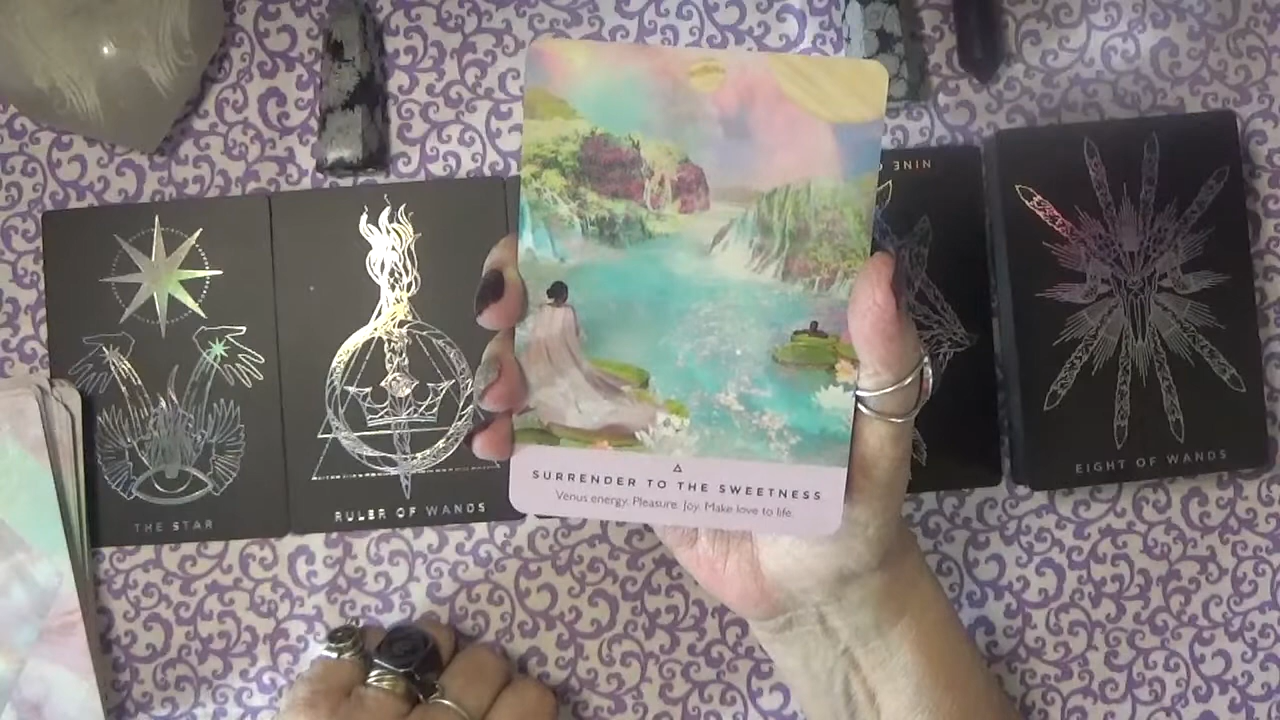 NINE
THE STAR
RULER OF WANDS
SURRENDER TO THE SWEETNESS
Venus energy. Pleasure. Joy. Make love to life.
EIGHT OF WANDS